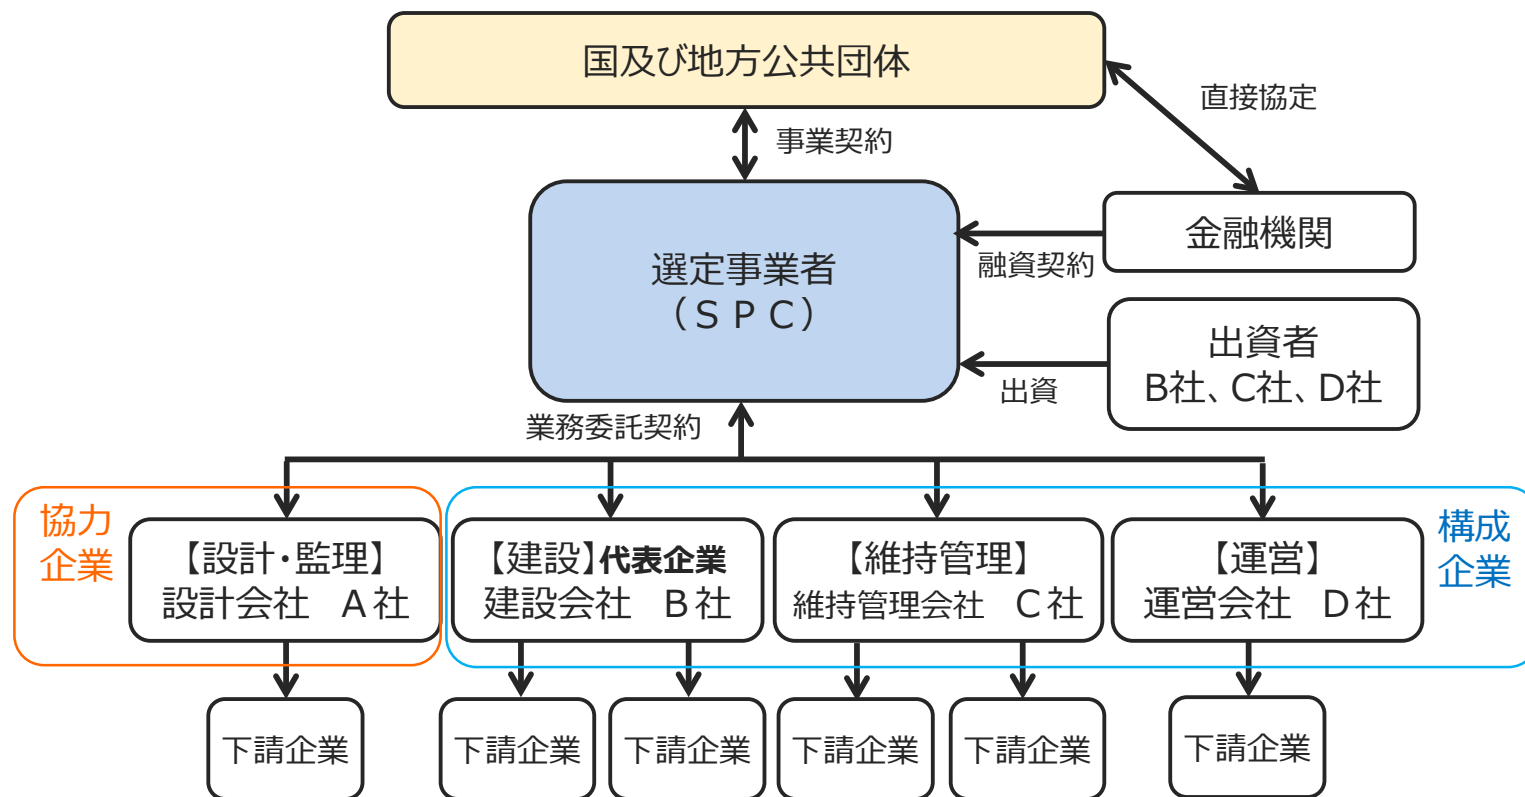 国及び地方公共団体
直接協定
事業契約
金融機関
融資契約
選定事業者
（ＳＰＣ）
出資者
B社、C社、D社
出資
業務委託契約
協力
企業
【設計・監理】
設計会社　Ａ社
【建設】代表企業
建設会社　Ｂ社
【維持管理】
維持管理会社　Ｃ社
【運営】
運営会社　Ｄ社
構成
企業
下請企業
下請企業
下請企業
下請企業
下請企業
下請企業